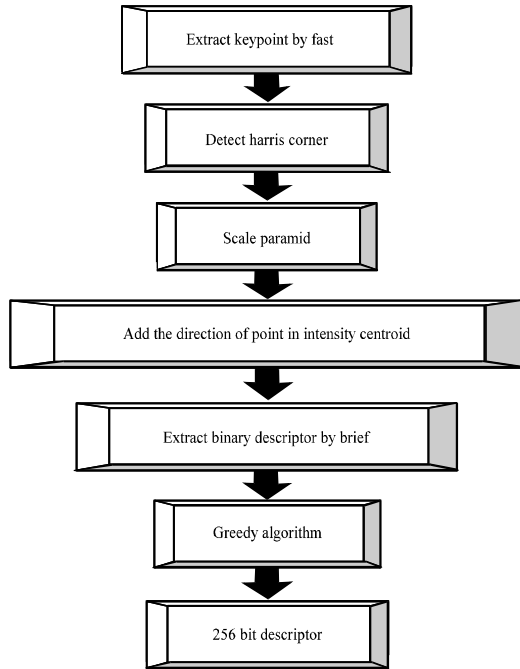 Extract keypoint by fast
Detect harris corner
Scale paramid
Add the direction of point in intensity centroid
Extract binary descriptor by brief
Greedy algorithm
256 bit descriptor